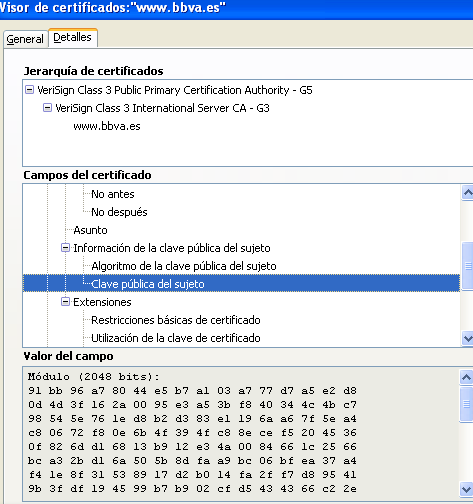 Visor de certificados:"www.bbva.es"
General
Detalles
Jerarquía de certificados
VeriSign Class 3 Public Primary Certification Authority - G5
VeriSign Class 3 International Server CA - G3
www.bbva.es
Campos del certificado
No antes
No después
Asunto
Información de la clave pública del sujeto
Algoritmo de la clave pública del sujeto
Clave pública del sujeto
Extensiones
Restricciones básicas de certificado
Utilización de la clave de certificado
Valor del campo
Módulo (2048 bits):
91 bb 96 a7 80 44 e5 b7 a1 03 a7 77 d7 a5 e2 d8
0d 4d 3f 16 2a 00 95 e3 a5 3b f8 40 34 4c 4b c7
98 54 5e 76 1e d8 b2 d3 83 e1 19 6a a6 7f 5e a4
c8 06 72 f8 0e 6b 4f 39 4f c8 8e ce f5 20 45 36
0f 82 6d d1 68 13 b9 12 e3 4a 00 84 66 1c 25 66
bc a3 2b d1 6a 50 5b 8d fa a9 bc 06 bf ea 37 a4
f4 1e 8f 31 53 89 17 d2 b0 14 fa 2f f7 d8 95 41
9b 3f df 19 45 99 b7 b9 02 cf d5 43 43 66 c2 2e